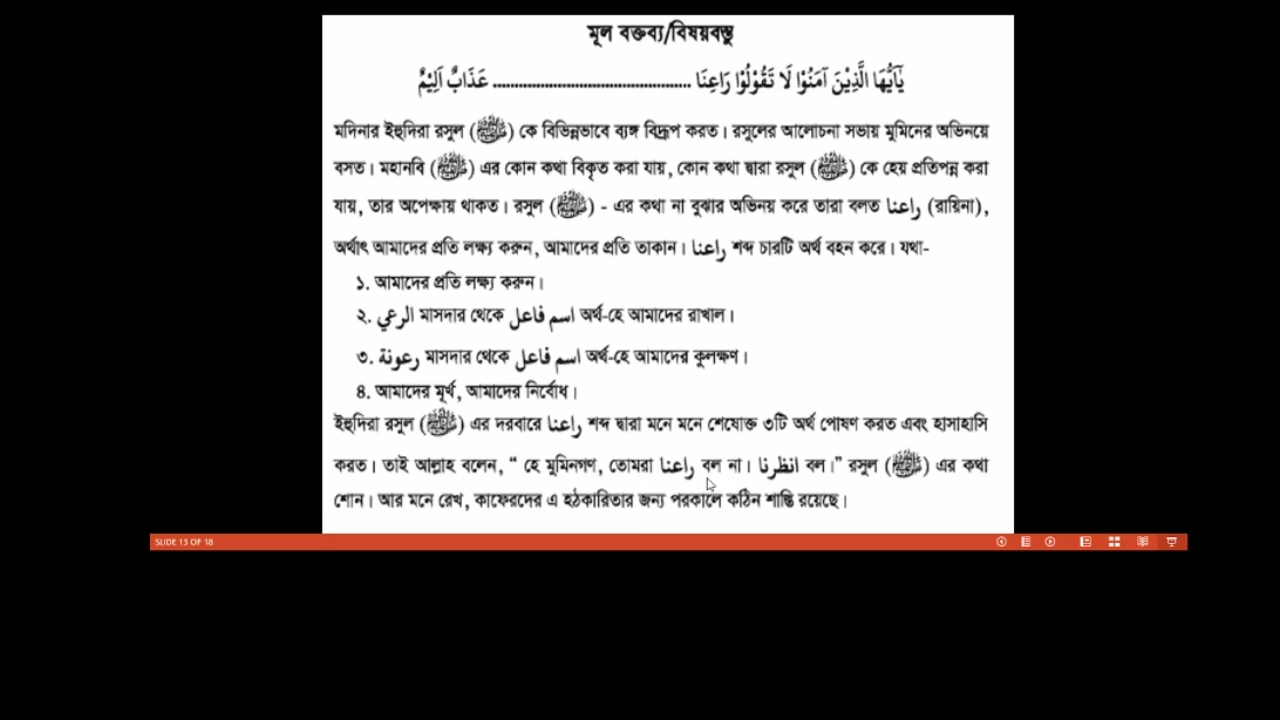 মূল বক্তব্য/বিষয়বস্তু
يٰٓاَيُّهَا الَّذِيْنَ آمَنُوْا لَا تَقُوْلُوْا رَاعِنَا ................................................ عَذَابٌ اَلِيْمٌ
মদিনার ইহুদিরা রসুল (ﷺ) কে বিভিন্নভাবে ব্যঙ্গ বিদ্রূপ করত। রসুলের আলোচনা সভায় মুমিনের অভিনয়ে
বসত। মহানবি (ﷺ) এর কোন কথা বিকৃত করা যায়, কোন কথা দ্বারা রসুল (ﷺ) কে হেয় প্রতিপন্ন করা
যায়, তার অপেক্ষায় থাকত। রসুল (ﷺ) - এর কথা না বুঝার অভিনয় করে তারা বলত راعنا (রায়িনা),
অর্থাৎ আমাদের প্রতি লক্ষ্য করুন, আমাদের প্রতি তাকান। راعنا শব্দ চারটি অর্থ বহন করে। যথা-
১. আমাদের প্রতি লক্ষ্য করুন।
২. الرعي মাসদার থেকে اسم فاعل অর্থ-হে আমাদের রাখাল।
৩. رعونة মাসদার থেকে اسم فاعل অর্থ-হে আমাদের কুলক্ষণ।
৪. আমাদের মূর্খ, আমাদের নির্বোধ।
ইহুদিরা রসুল (ﷺ) এর দরবারে راعنا শব্দ দ্বারা মনে মনে শেষোক্ত ৩টি অর্থ পোষণ করত এবং হাসাহাসি
করত। তাই আল্লাহ বলেন, “ হে মুমিনগণ, তোমরা راعنا বল না। انظرنا বল।” রসুল (ﷺ) এর কথা
শোন। আর মনে রেখ, কাফেরদের এ হঠকারিতার জন্য পরকালে কঠিন শাস্তি রয়েছে।
SLIDE 13 OF 18